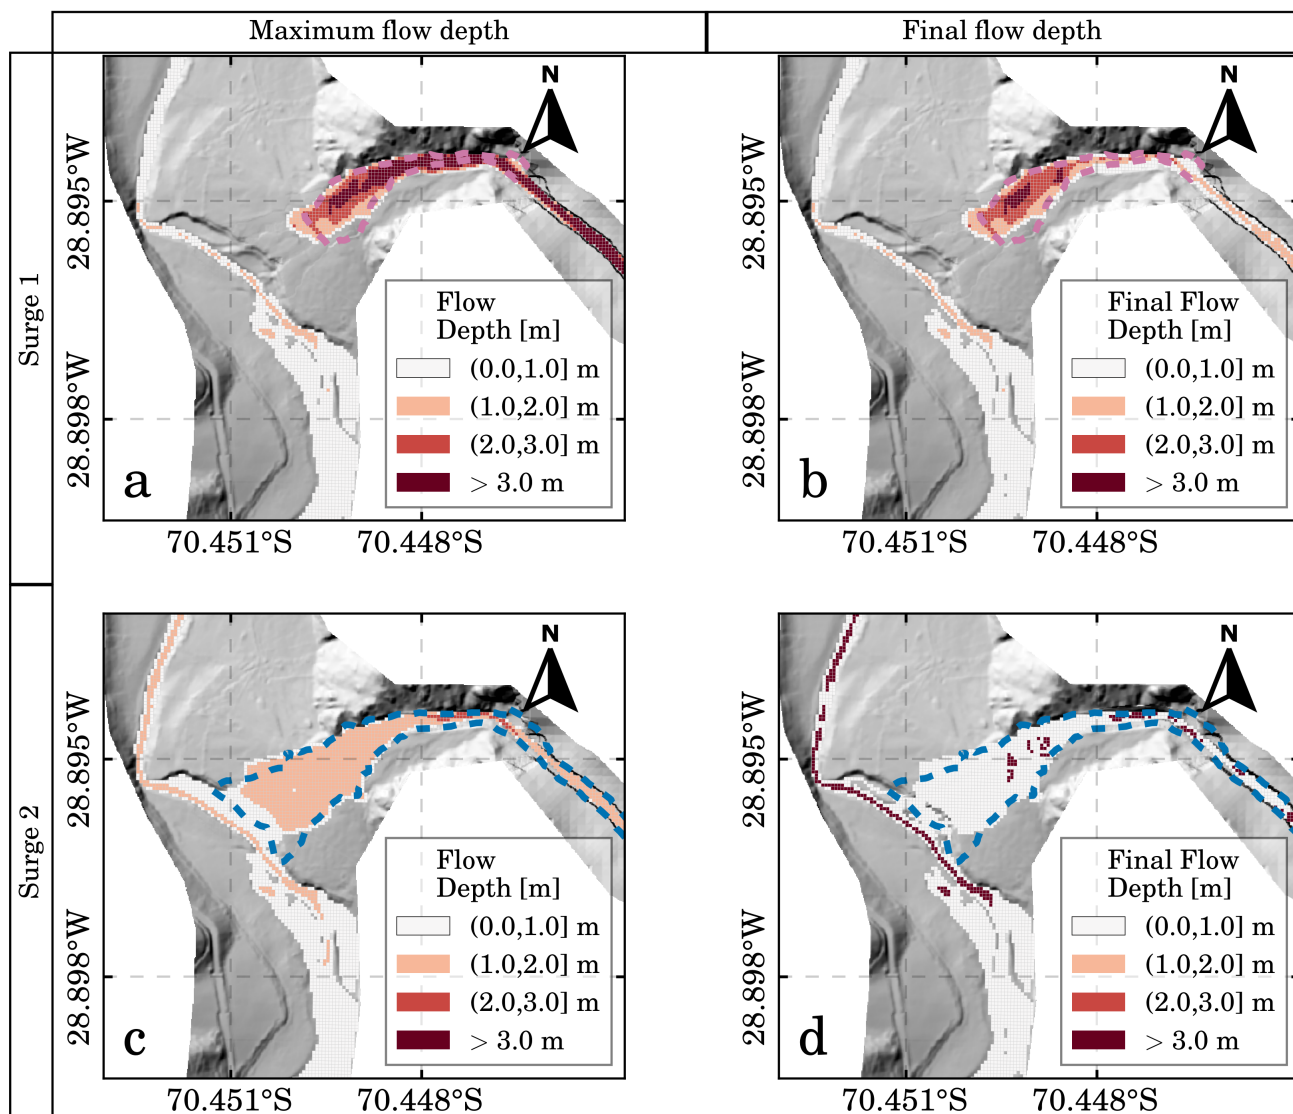 Maximum flow depth
Final flow depth
Surge 1
N
28.895°W
28.898°W
Flow
Depth [m]
(0.0,1.0] m
(1.0,2.0] m
(2.0,3.0] m
> 3.0 m
a
70.451°S
70.448°S
N
28.895°W
28.898°W
Final Flow
Depth [m]
(0.0,1.0] m
(1.0,2.0] m
(2.0,3.0] m
> 3.0 m
b
70.451°S
70.448°S
Surge 2
N
28.895°W
28.898°W
Flow
Depth [m]
(0.0,1.0] m
(1.0,2.0] m
(2.0,3.0] m
> 3.0 m
c
70.451°S
70.448°S
N
28.895°W
28.898°W
Final Flow
Depth [m]
(0.0,1.0] m
(1.0,2.0] m
(2.0,3.0] m
> 3.0 m
d
70.451°S
70.448°S